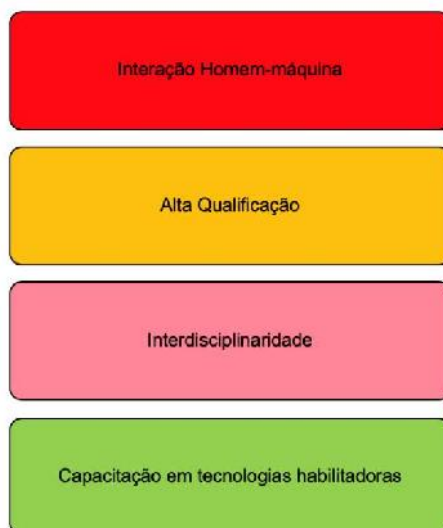 Interação Homem-máquina
Alta Qualificação
Interdisciplinaridade
Capacitação em tecnologias habilitadoras